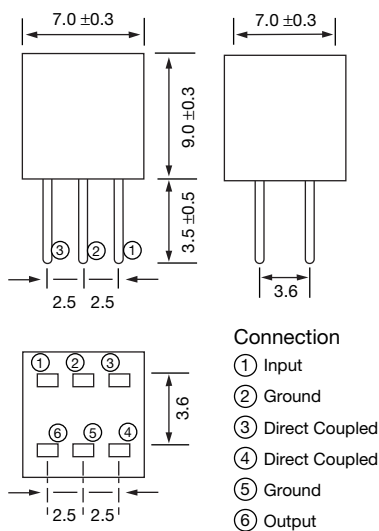 7.0 ±0.3
7.0 ±0.3
9.0 ±0.3
3.5 ±0.5
3 2 1
2.5 2.5
3.6
1 2 3
3.6
6 5 4
2.5 2.5
Connection
1 Input
2 Ground
3 Direct Coupled
4 Direct Coupled
5 Ground
6 Output